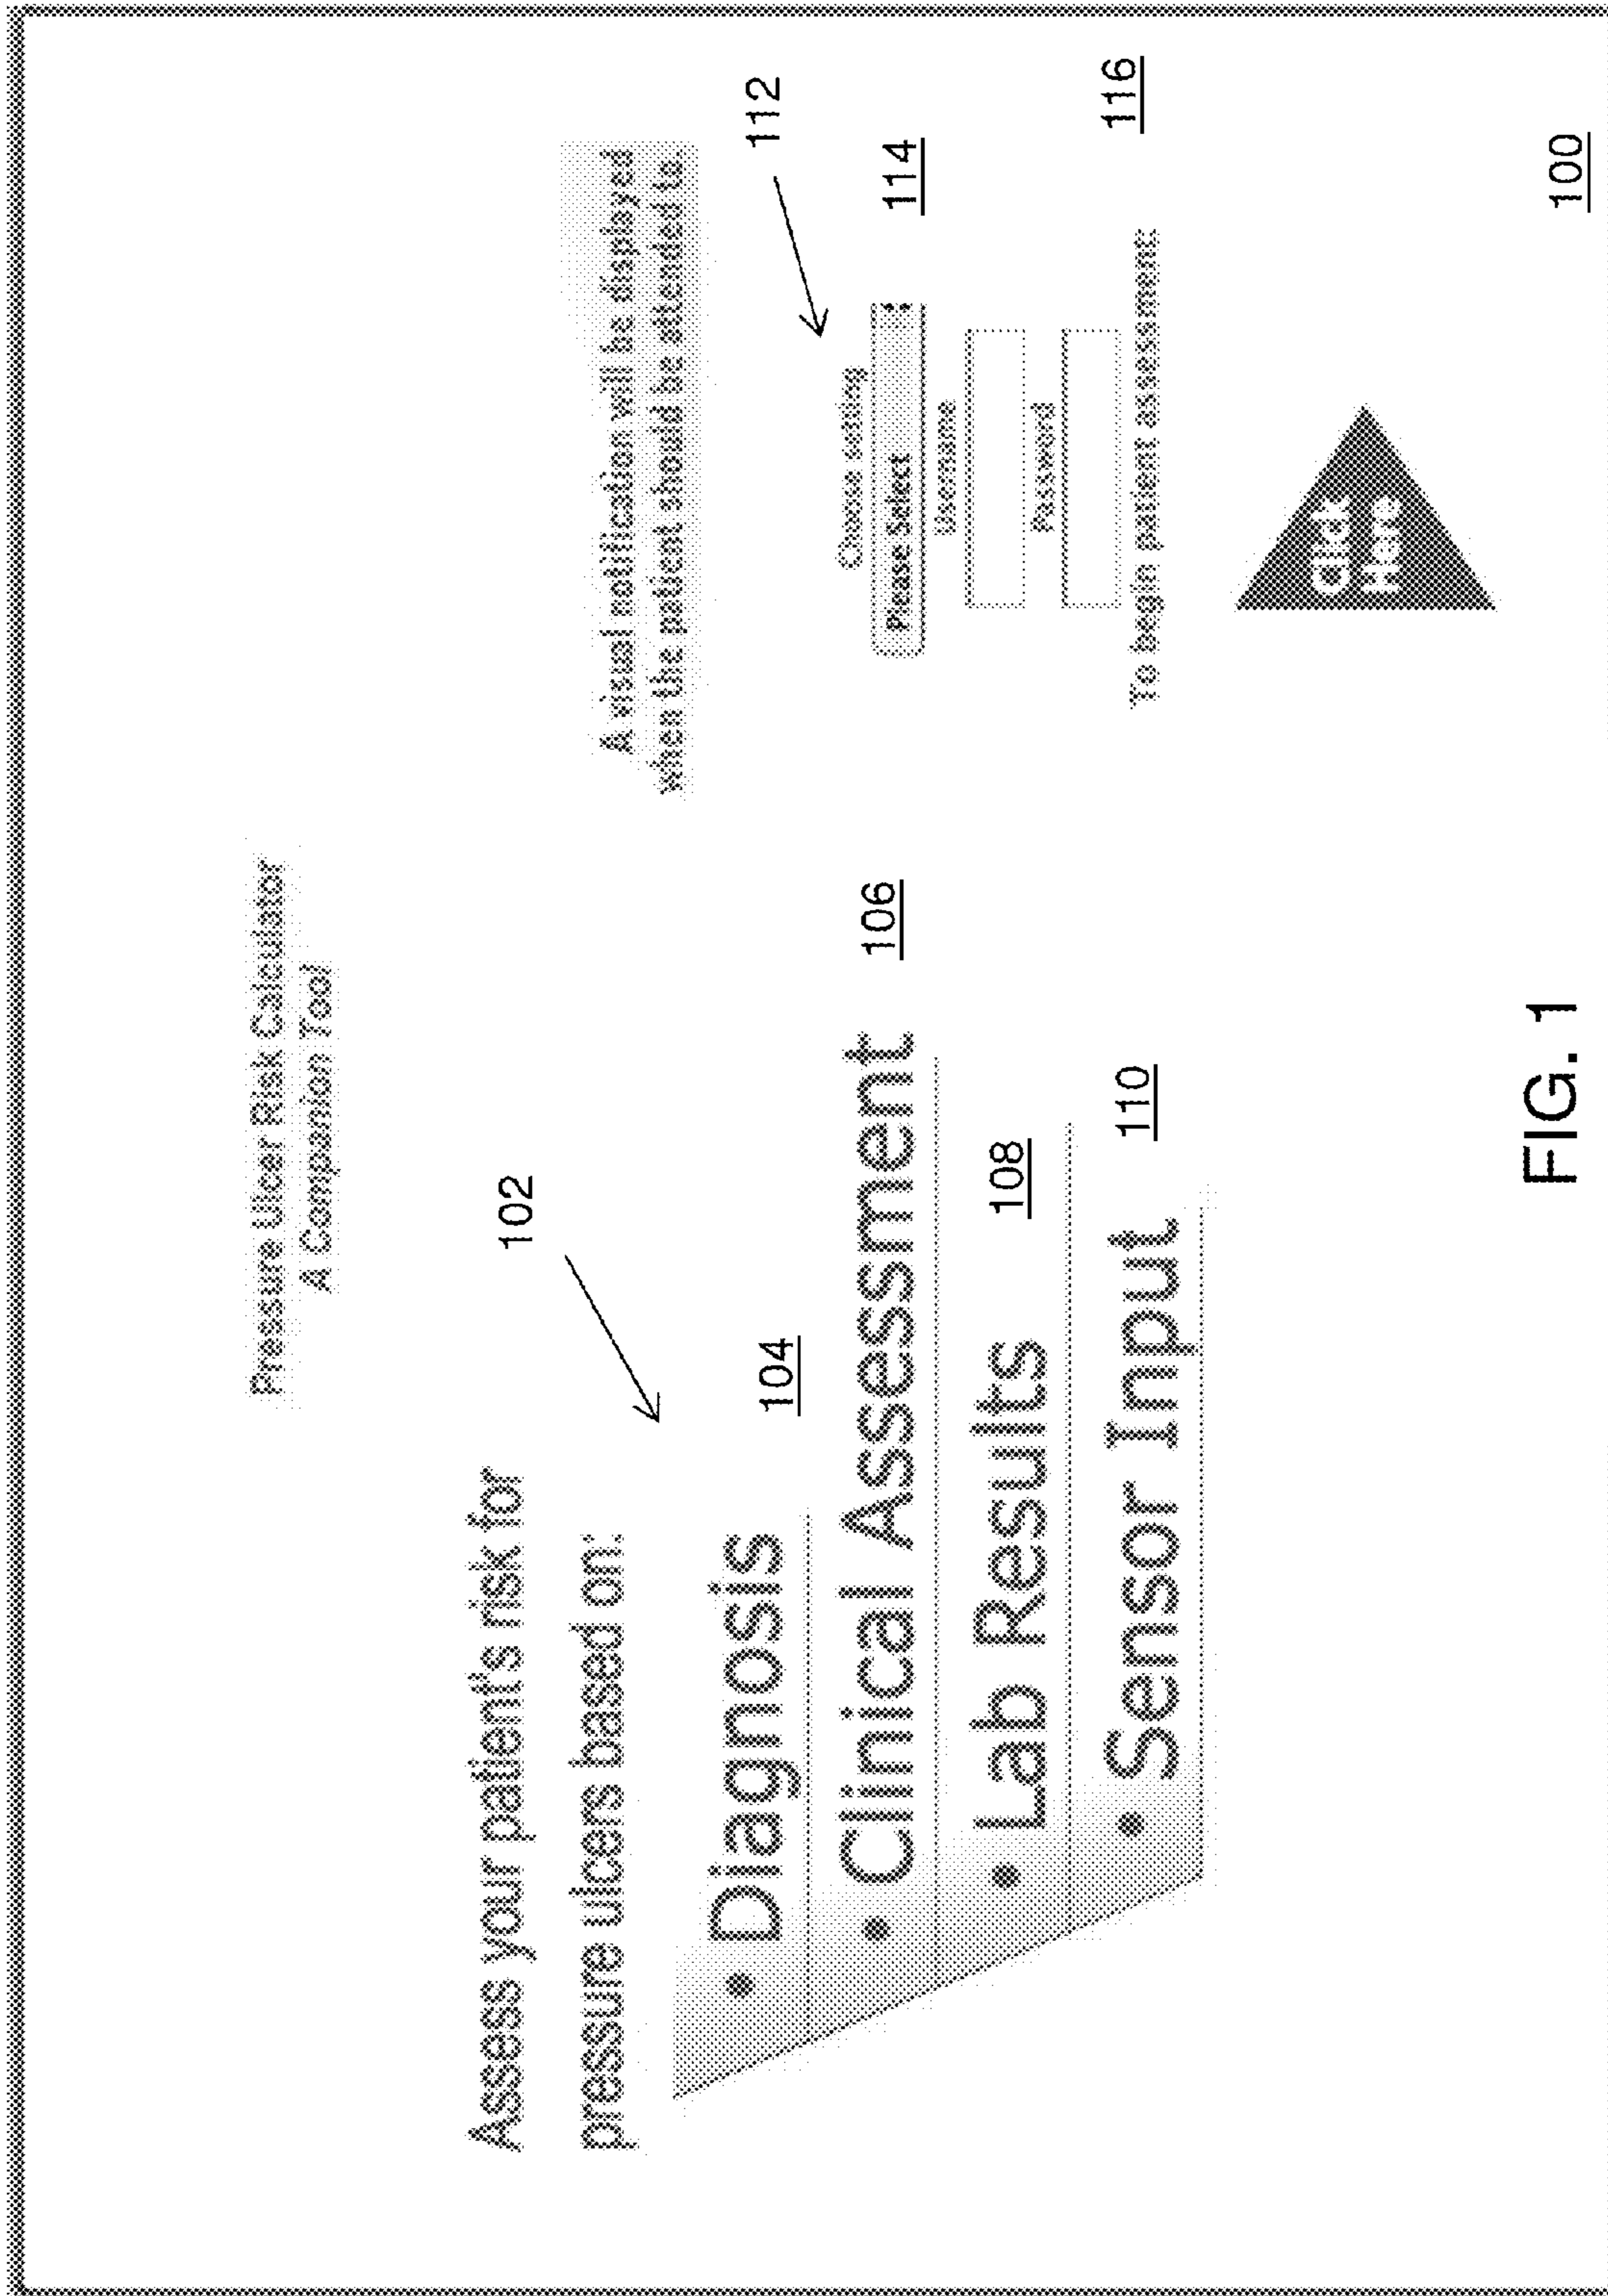 Pressure Ulcer Risk Calculator
A Companion Tool
Assess your patient's risk for
pressure ulcers based on:
102
• Diagnosis
104
• Clinical Assessment
106
• Lab Results
108
• Sensor Input
110
A visual notification will be displayed
when the patient should be attended to.
112
Choose setting
Please Select
114
Username
Password
116
To begin patient assessment:
Click
Here
100
FIG. 1